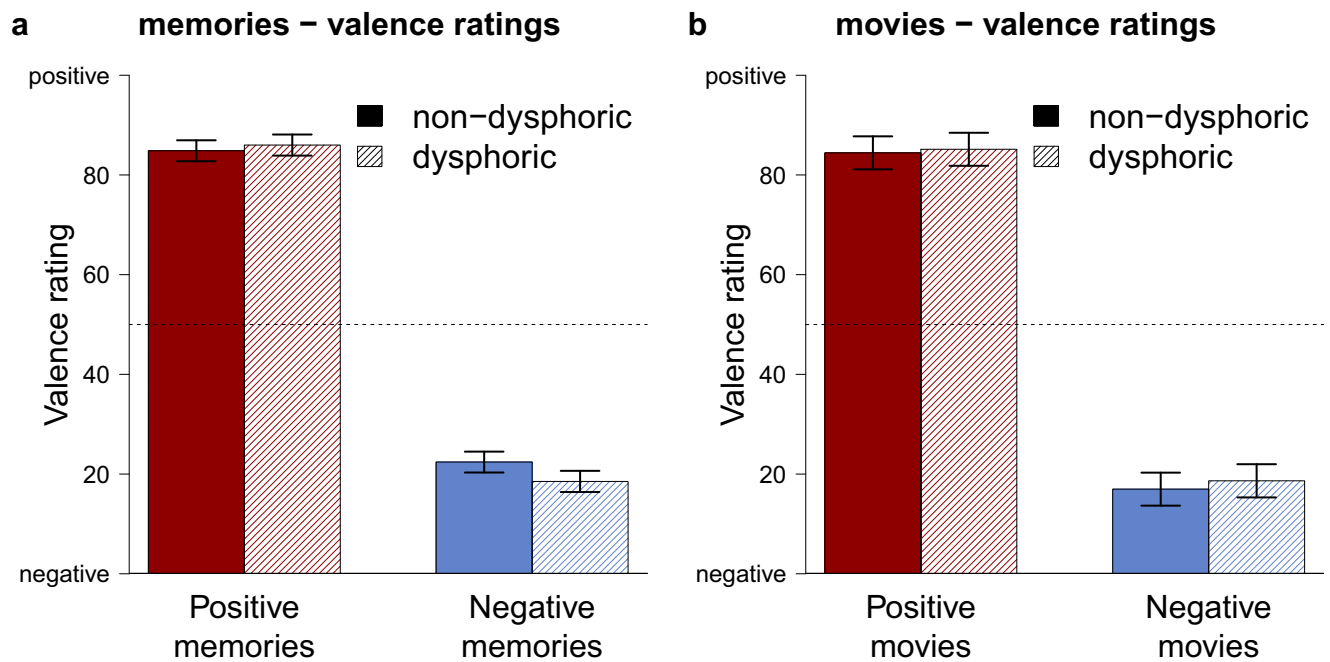 a
memories − valence ratings
positive
80
60
40
20
negative
Valence rating
non−dysphoric
dysphoric
Positive
memories
Negative
memories
b
movies − valence ratings
positive
80
60
40
20
negative
Valence rating
non−dysphoric
dysphoric
Positive
movies
Negative
movies